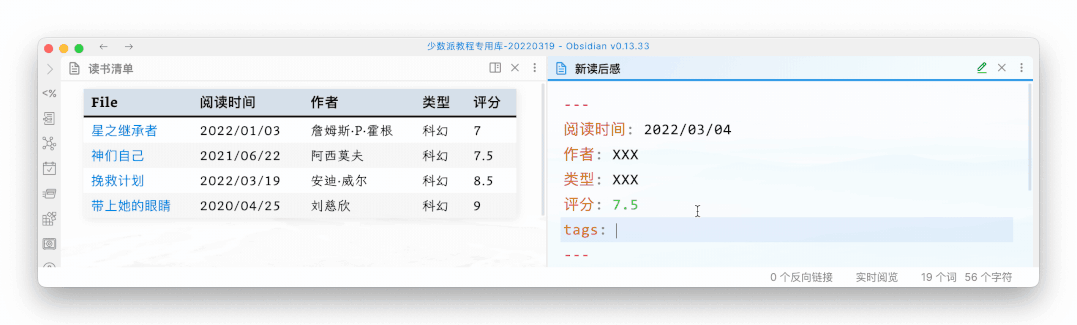 少数派教程专用库-20220319 - Obsidian v0.13.33
读书清单
File 阅读时间 作者 类型 评分
星之继承者 2022/01/03 詹姆斯·P·霍根 科幻 7
神们自己 2021/06/22 阿西莫夫 科幻 7.5
挽救计划 2022/03/19 安迪·威尔 科幻 8.5
带上她的眼睛 2020/04/25 刘慈欣 科幻 9
新读后感
---
阅读时间: 2022/03/04
作者: XXX
类型: XXX
评分: 7.5
tags:
---
0 个反向链接 实时阅览 19 个词 56 个字符